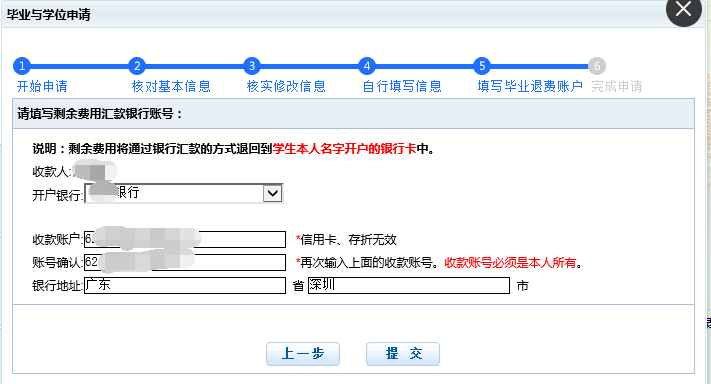 毕业与学位申请
1 2 3 4 5 6
开始申请 核对基本信息 核实修改信息 自行填写信息 填写毕业退费账户 完成申请
请填写剩余费用汇款银行账号：
说明：剩余费用将通过银行汇款的方式退回到学生本人名字开户的银行卡中。
收款人:
开户银行: 银行
收款账户: 62 *信用卡、存折无效
账号确认: 62 *再次输入上面的收款账号。收款账号必须是本人所有。
银行地址: 广东 省 深圳 市
上一步 提 交